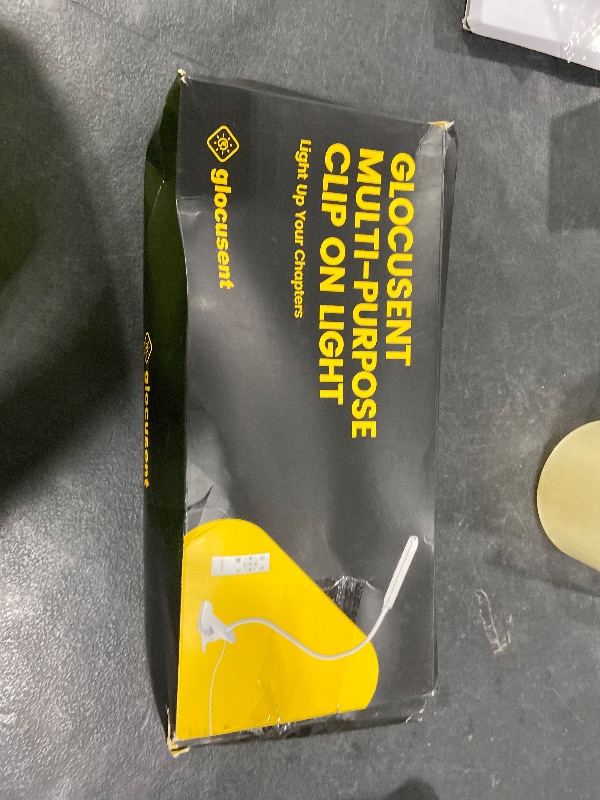 GLOCUSENT
MULTI-PURPOSE
CLIP ON LIGHT
Light Up Your Chapters
glocusent
glocusent